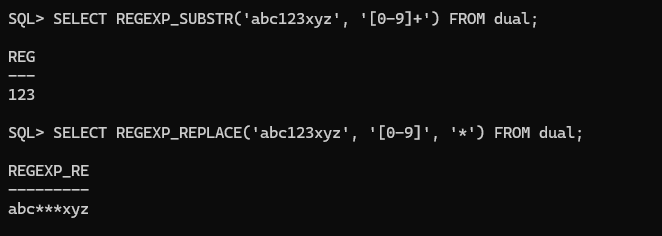 SQL> SELECT REGEXP_SUBSTR('abc123xyz', '[0-9]+') FROM dual;
REG
---
123
SQL> SELECT REGEXP_REPLACE('abc123xyz', '[0-9]', '*') FROM dual;
REGEXP_RE
---------
abc***xyz